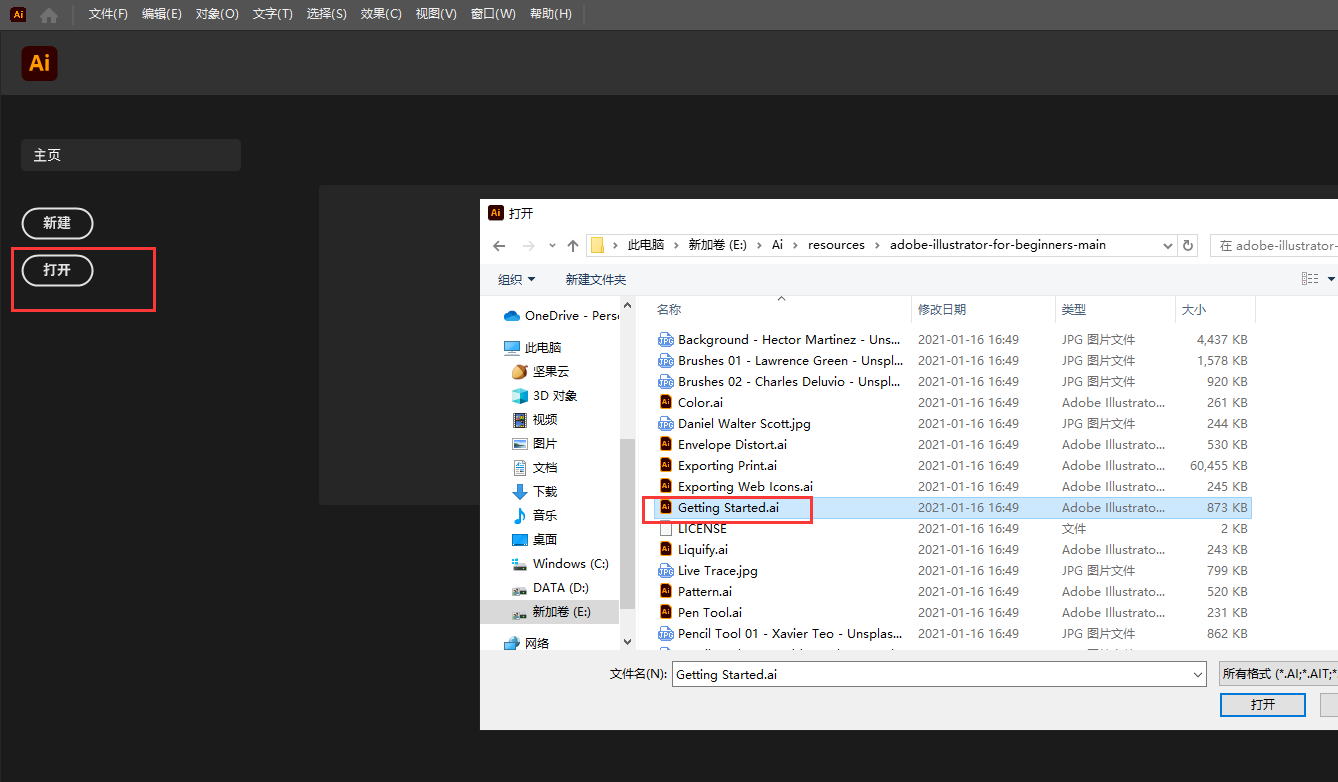 Ai 文件(F) 编辑(E) 对象(O) 文字(T) 选择(S) 效果(C) 视图(V) 窗口(W) 帮助(H)
Ai
主页
新建
打开
Ai 打开
此电脑 > 新加卷 (E:) > Ai > resources > adobe-illustrator-for-beginners-main
在 adobe-illustrator-
组织 新建文件夹
OneDrive - Perso
此电脑
坚果云
3D 对象
视频
图片
文档
下载
音乐
桌面
Windows (C:)
DATA (D:)
新加卷 (E:)
网络
名称 修改日期 类型 大小
Background - Hector Martinez - Uns... 2021-01-16 16:49 JPG 图片文件 4,437 KB
Brushes 01 - Lawrence Green - Unspl... 2021-01-16 16:49 JPG 图片文件 1,578 KB
Brushes 02 - Charles Deluvio - Unspl... 2021-01-16 16:49 JPG 图片文件 920 KB
Color.ai 2021-01-16 16:49 Adobe Illustrato... 261 KB
Daniel Walter Scott.jpg 2021-01-16 16:49 JPG 图片文件 244 KB
Envelope Distort.ai 2021-01-16 16:49 Adobe Illustrato... 530 KB
Exporting Print.ai 2021-01-16 16:49 Adobe Illustrato... 60,455 KB
Exporting Web Icons.ai 2021-01-16 16:49 Adobe Illustrato... 245 KB
Getting Started.ai 2021-01-16 16:49 Adobe Illustrato... 873 KB
LICENSE 2021-01-16 16:49 文件 2 KB
Liquify.ai 2021-01-16 16:49 Adobe Illustrato... 243 KB
Live Trace.jpg 2021-01-16 16:49 JPG 图片文件 799 KB
Pattern.ai 2021-01-16 16:49 Adobe Illustrato... 520 KB
Pen Tool.ai 2021-01-16 16:49 Adobe Illustrato... 231 KB
Pencil Tool 01 - Xavier Teo - Unsplas... 2021-01-16 16:49 JPG 图片文件 862 KB
文件名(N): Getting Started.ai 所有格式 (*.AI;*.AIT;*
打开